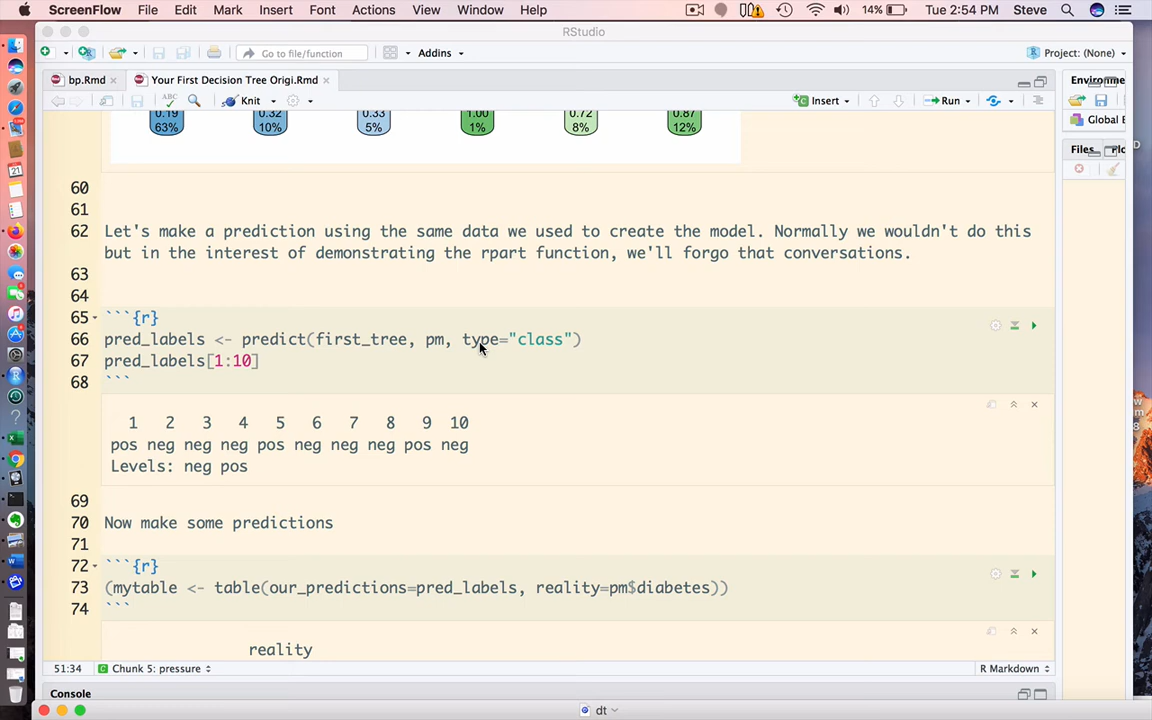 ScreenFlow File Edit Mark Insert Font Actions View Window Help 14% Tue 2:54 PM Steve
RStudio
Go to file/function Addins Project: (None)
bp.Rmd Your First Decision Tree Origi.Rmd Environme
ABC Knit Insert Run
Global E
Files Plo
0.19 0.32 0.33 1.00 0.72 0.87
63% 10% 5% 1% 8% 12%
60
61
62 Let's make a prediction using the same data we used to create the model. Normally we wouldn't do this
but in the interest of demonstrating the rpart function, we'll forgo that conversations.
63
64
65 ```{r}
66 pred_labels <- predict(first_tree, pm, type="class")
67 pred_labels[1:10]
68 ```
1 2 3 4 5 6 7 8 9 10
pos neg neg neg pos neg neg neg pos neg
Levels: neg pos
69
70 Now make some predictions
71
72 ```{r}
73 (mytable <- table(our_predictions=pred_labels, reality=pm$diabetes))
74 ```
reality
51:34 Chunk 5: pressure R Markdown
Console
dt